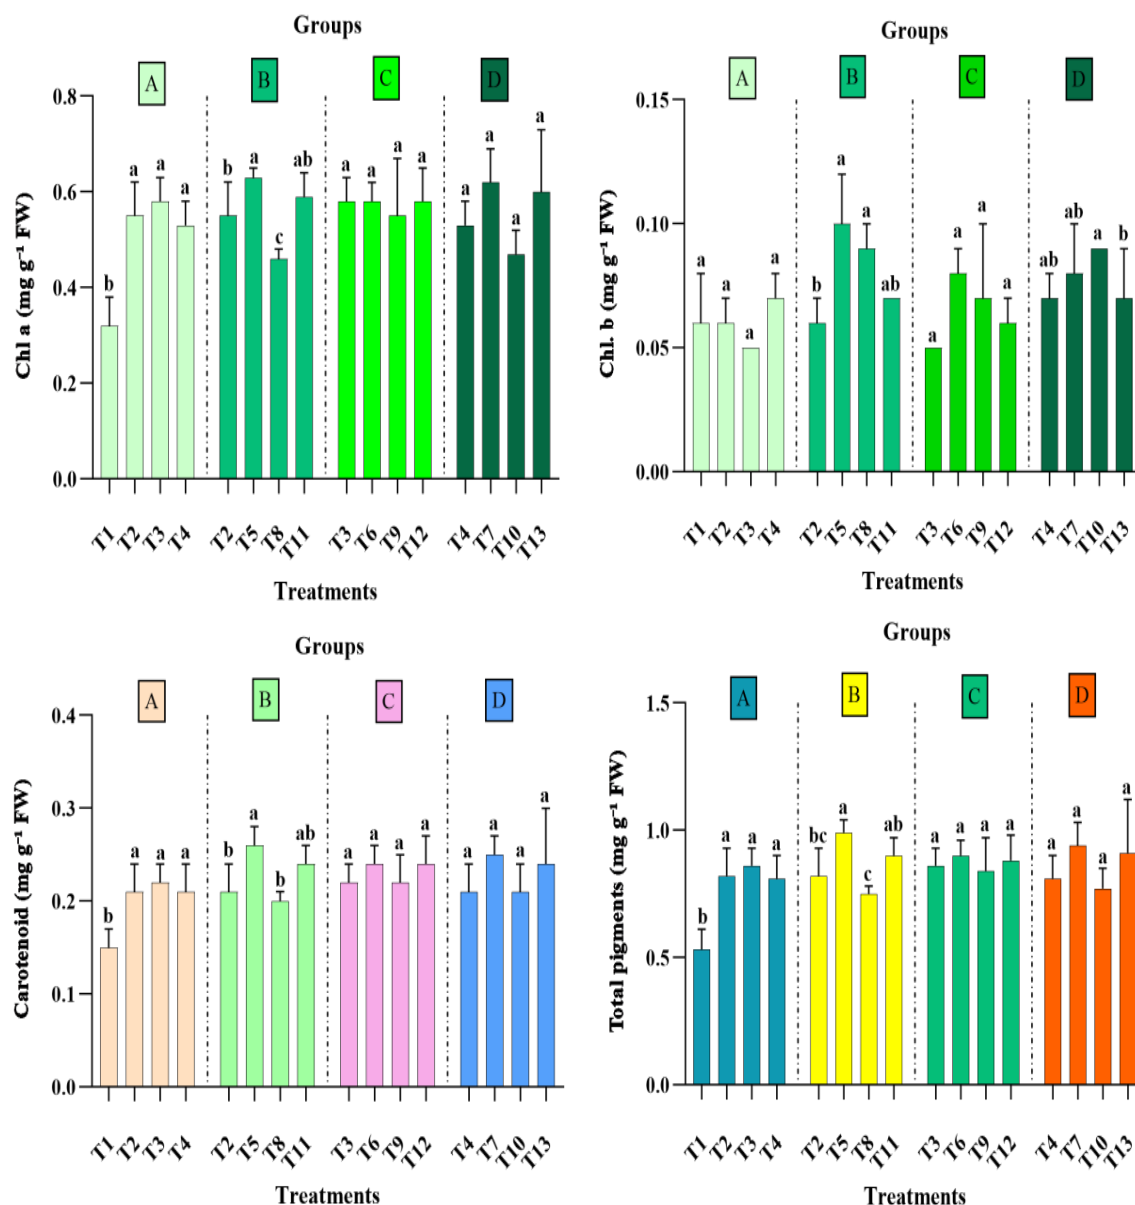 Groups
A B C D
Chl a (mg g⁻¹ FW)
0.8
0.6
0.4
0.2
0.0
b a a a b a c ab a a a a a a a a
T1 T2 T3 T4 T2 T5 T8 T11 T3 T6 T9 T12 T4 T7 T10 T13
Treatments
Groups
A B C D
Chl. b (mg g⁻¹ FW)
0.15
0.10
0.05
0.00
a a a a b a a ab a a a a ab ab a b
T1 T2 T3 T4 T2 T5 T8 T11 T3 T6 T9 T12 T4 T7 T10 T13
Treatments
Groups
A B C D
Carotenoid (mg g⁻¹ FW)
0.4
0.3
0.2
0.1
0.0
b a a a b a b ab a a a a a a a a
T1 T2 T3 T4 T2 T5 T8 T11 T3 T6 T9 T12 T4 T7 T10 T13
Treatments
Groups
A B C D
Total pigments (mg g⁻¹ FW)
1.5
1.0
0.5
0.0
b a a a bc a c ab a a a a a a a a
T1 T2 T3 T4 T2 T5 T8 T11 T3 T6 T9 T12 T4 T7 T10 T13
Treatments